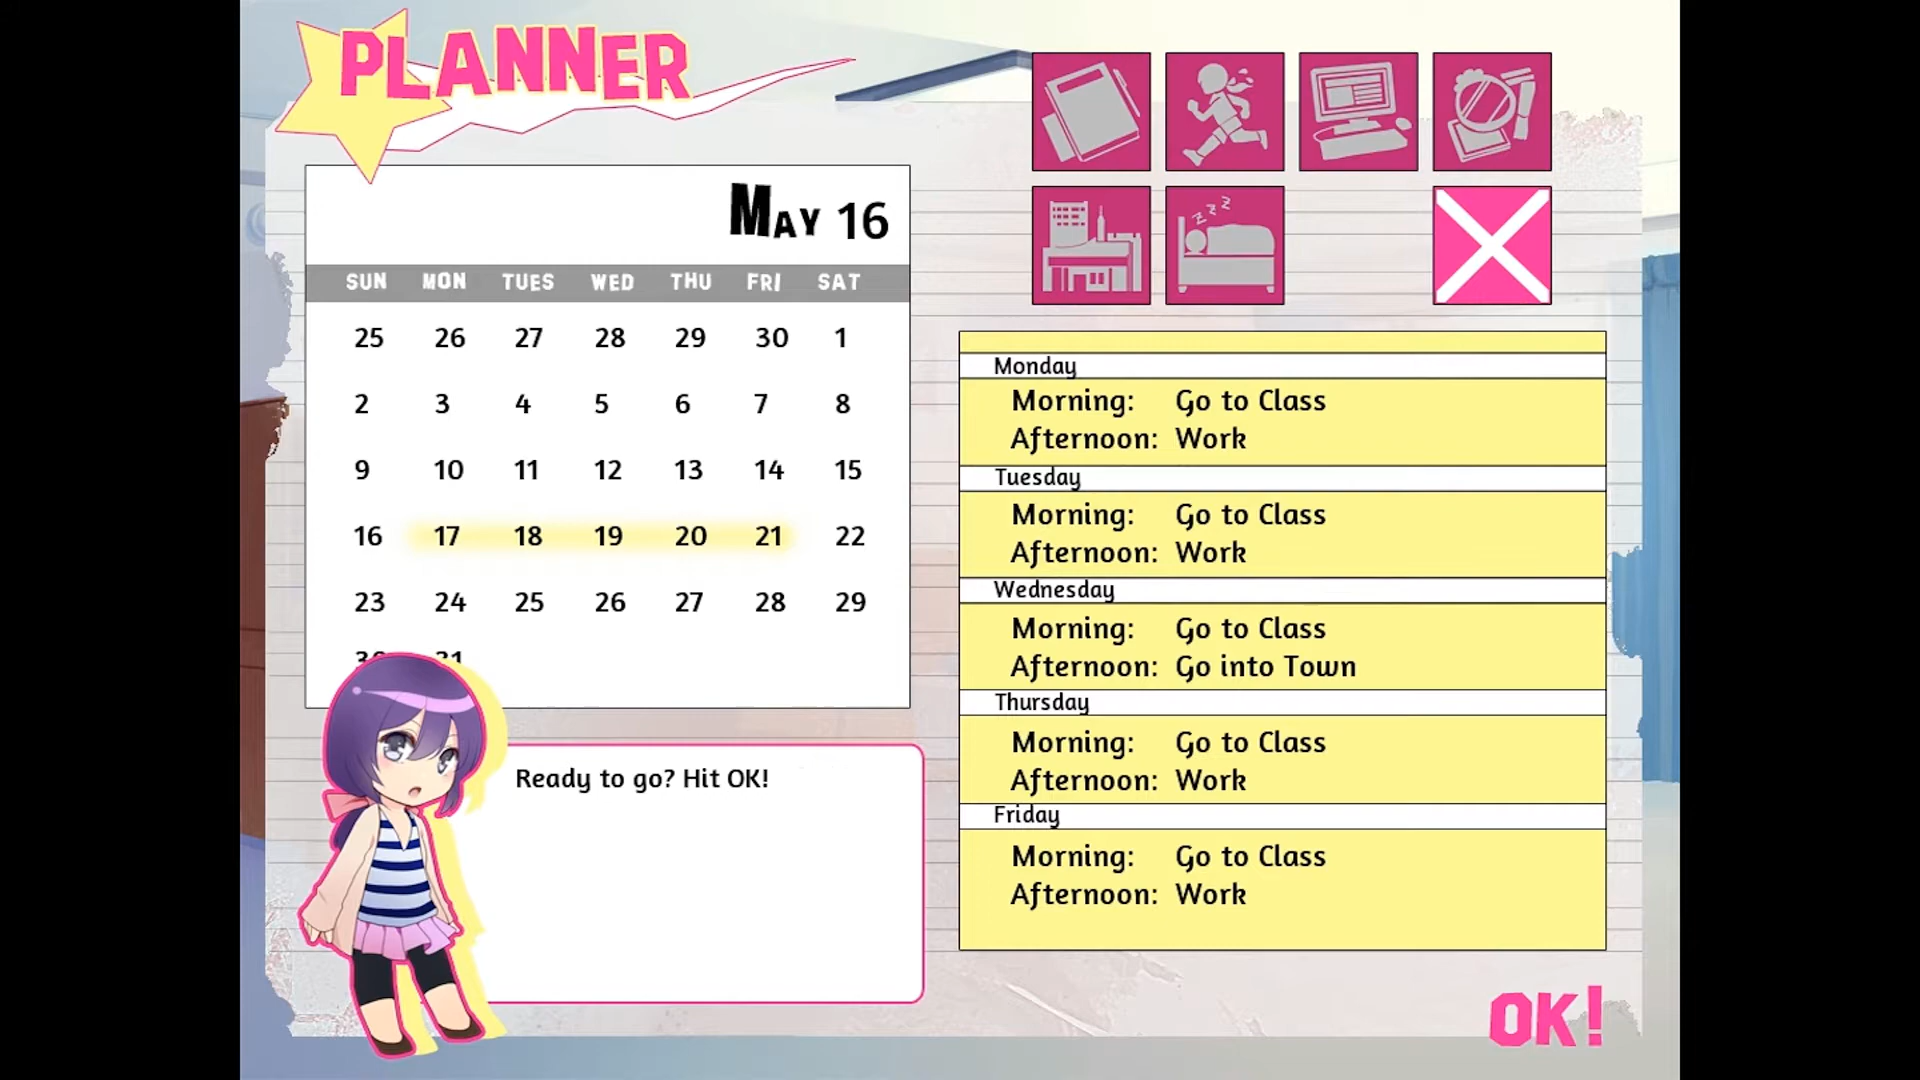 PLANNER
MAY 16
SUN MON TUES WED THU FRI SAT
25 26 27 28 29 30 1
2 3 4 5 6 7 8
9 10 11 12 13 14 15
16 17 18 19 20 21 22
23 24 25 26 27 28 29
30 31
Ready to go? Hit OK!
z z z
Monday
Morning: Go to Class
Afternoon: Work
Tuesday
Morning: Go to Class
Afternoon: Work
Wednesday
Morning: Go to Class
Afternoon: Go into Town
Thursday
Morning: Go to Class
Afternoon: Work
Friday
Morning: Go to Class
Afternoon: Work
OK!